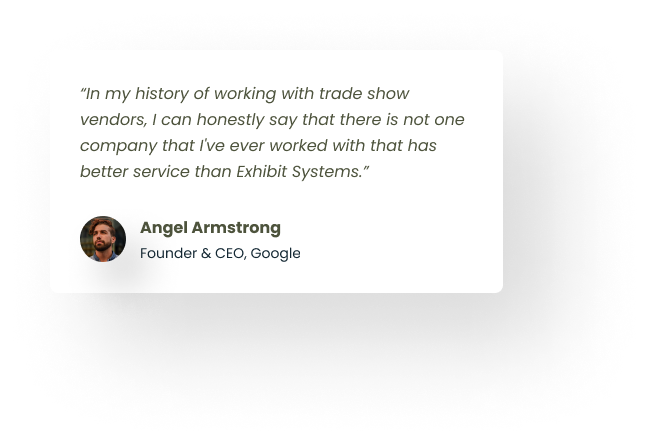 “In my history of working with trade show
vendors, I can honestly say that there is not one
company that I've ever worked with that has
better service than Exhibit Systems.”
Angel Armstrong
Founder & CEO, Google